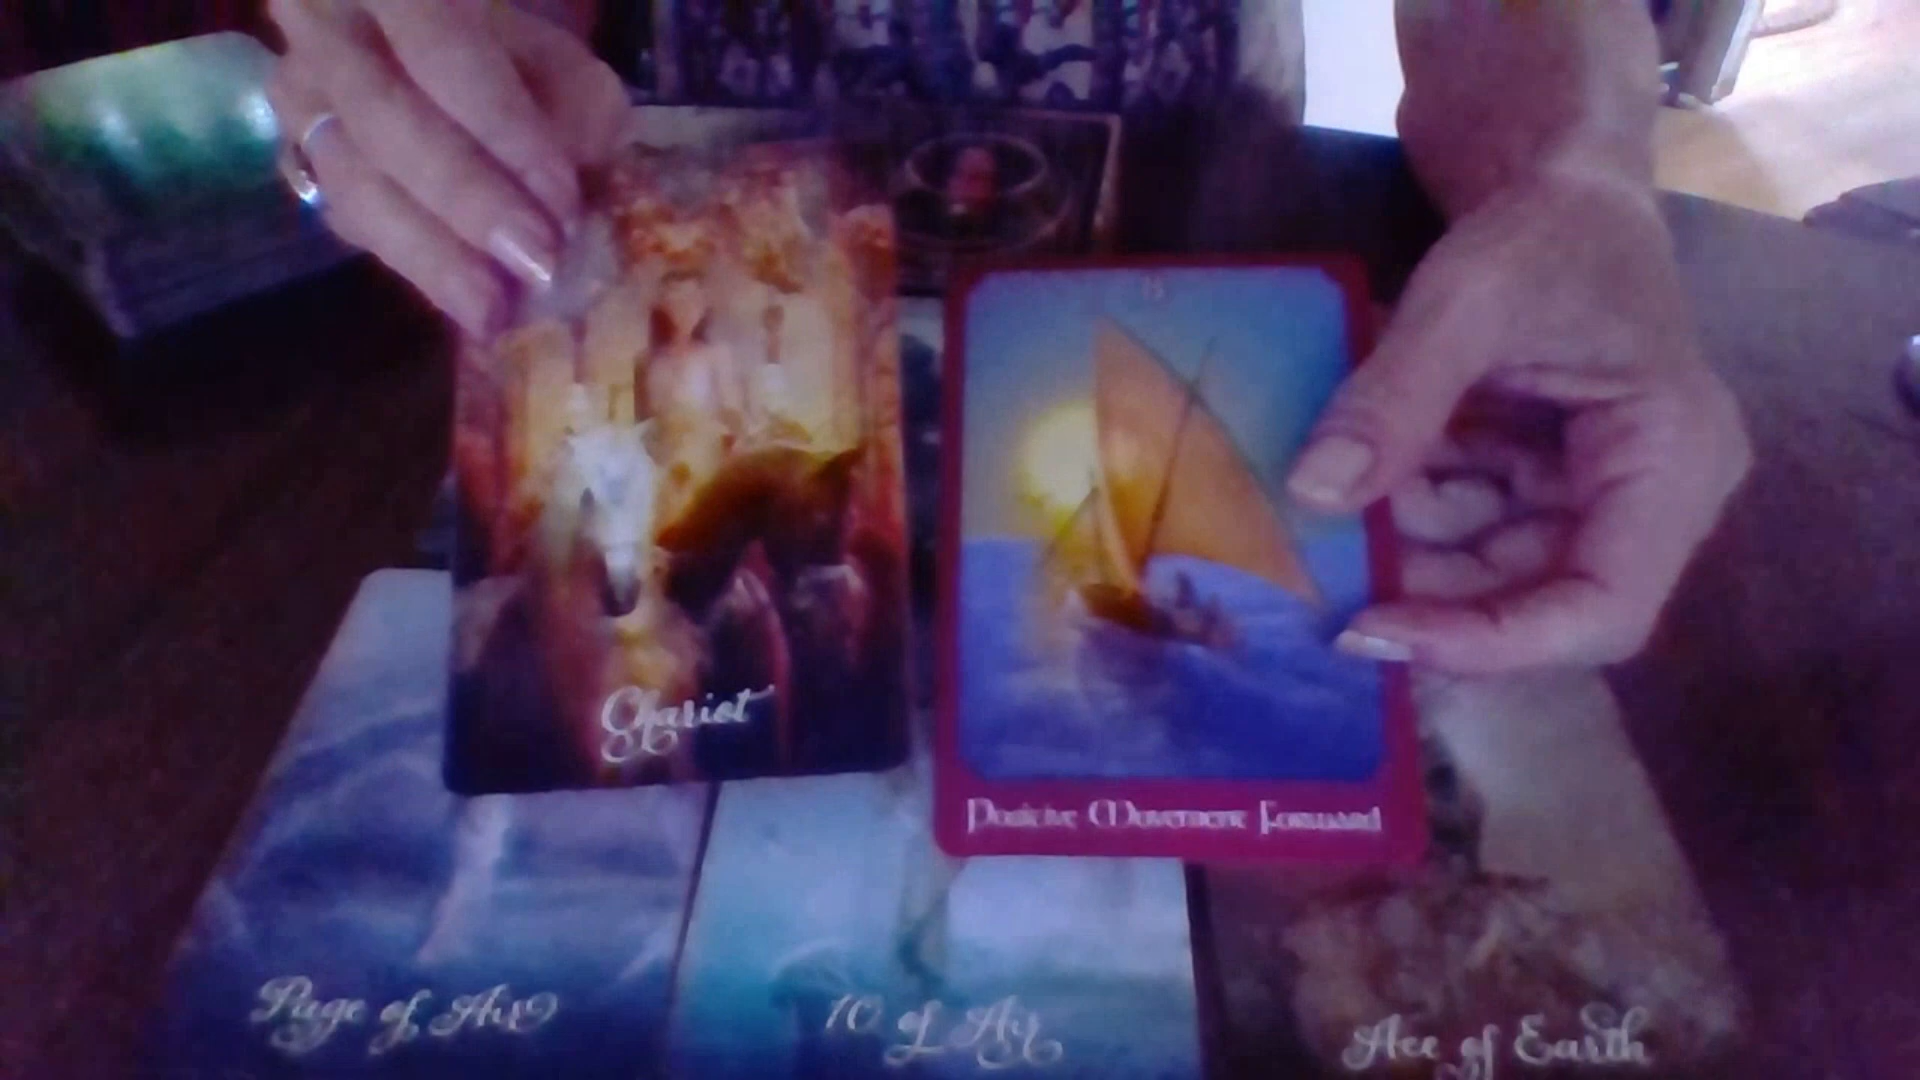 Chariot
Positive Movement Forward
Page of Air
10 of Air
Ace of Earth